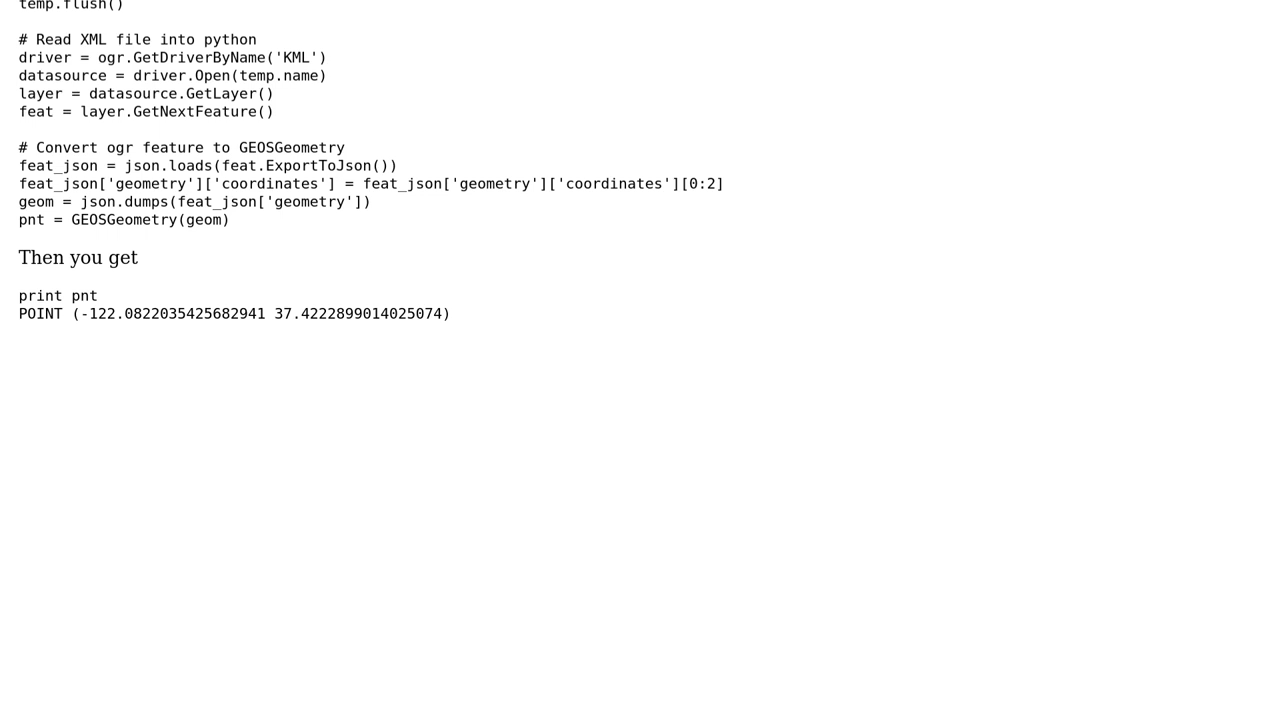 temp.flush()
# Read XML file into python
driver = ogr.GetDriverByName('KML')
datasource = driver.Open(temp.name)
layer = datasource.GetLayer()
feat = layer.GetNextFeature()
# Convert ogr feature to GEOSGeometry
feat_json = json.loads(feat.ExportToJson())
feat_json['geometry']['coordinates'] = feat_json['geometry']['coordinates'][0:2]
geom = json.dumps(feat_json['geometry'])
pnt = GEOSGeometry(geom)
Then you get
print pnt
POINT (-122.0822035425682941 37.4222899014025074)